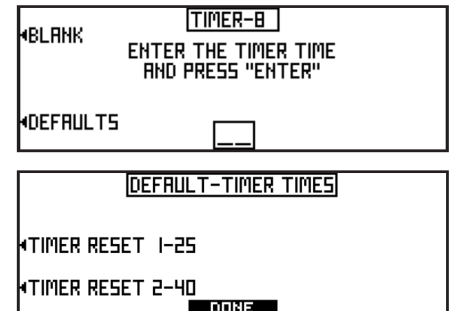 TIMER-8
BLANK
ENTER THE TIMER TIME
AND PRESS "ENTER"
DEFAULTS
DEFAULT-TIMER TIMES
TIMER RESET 1-25
TIMER RESET 2-40
DONE